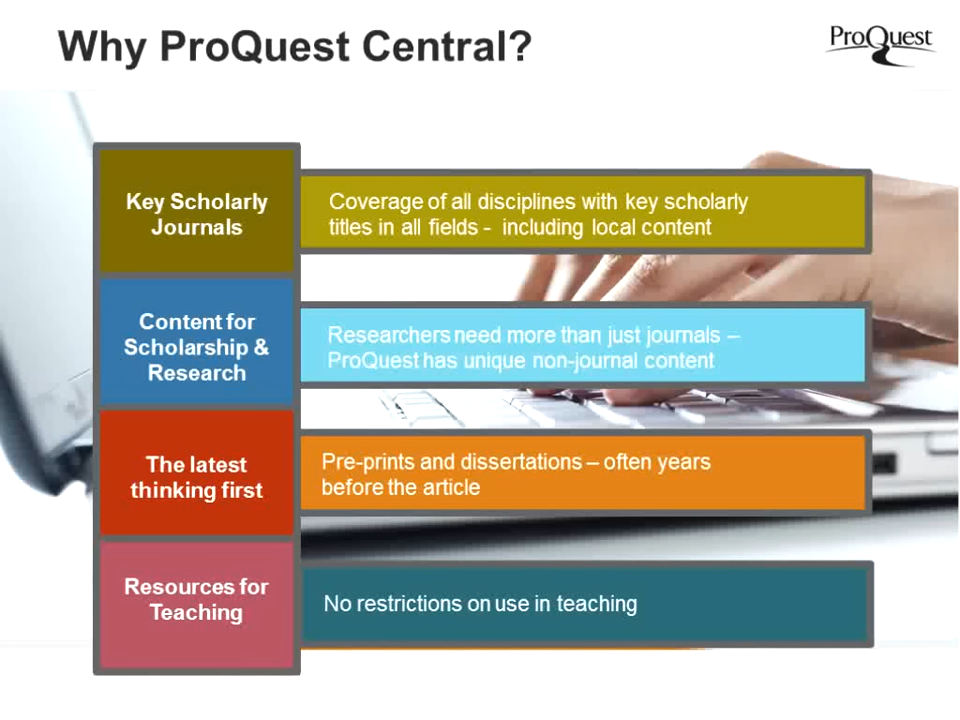 Why ProQuest Central?
ProQuest
Key Scholarly
Journals
Coverage of all disciplines with key scholarly
titles in all fields - including local content
Content for
Scholarship &
Research
Researchers need more than just journals –
ProQuest has unique non-journal content
The latest
thinking first
Pre-prints and dissertations – often years
before the article
Resources for
Teaching
No restrictions on use in teaching